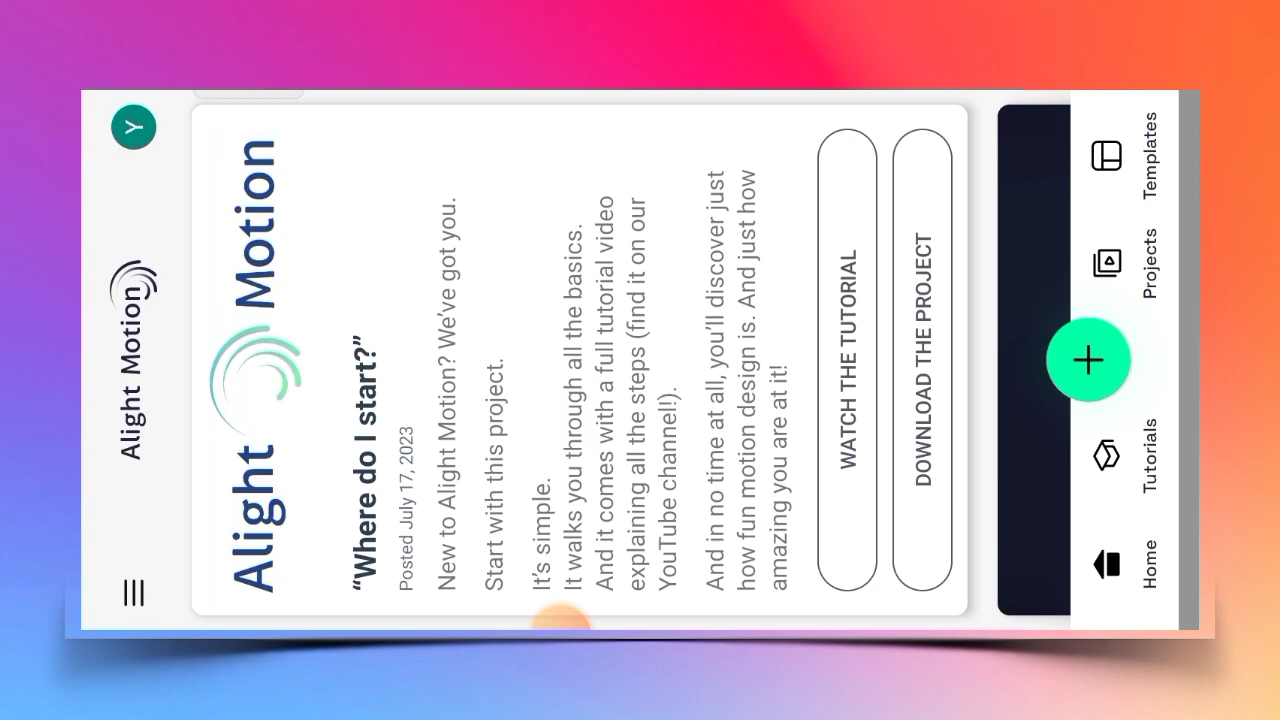 Alight Motion
Y
Alight Motion
“Where do I start?”
Posted July 17, 2023
New to Alight Motion? We’ve got you.
Start with this project.
It’s simple.
It walks you through all the basics.
And it comes with a full tutorial video
explaining all the steps (find it on our
YouTube channel!).
And in no time at all, you’ll discover just
how fun motion design is. And just how
amazing you are at it!
WATCH THE TUTORIAL
DOWNLOAD THE PROJECT
Home
Tutorials
Projects
Templates